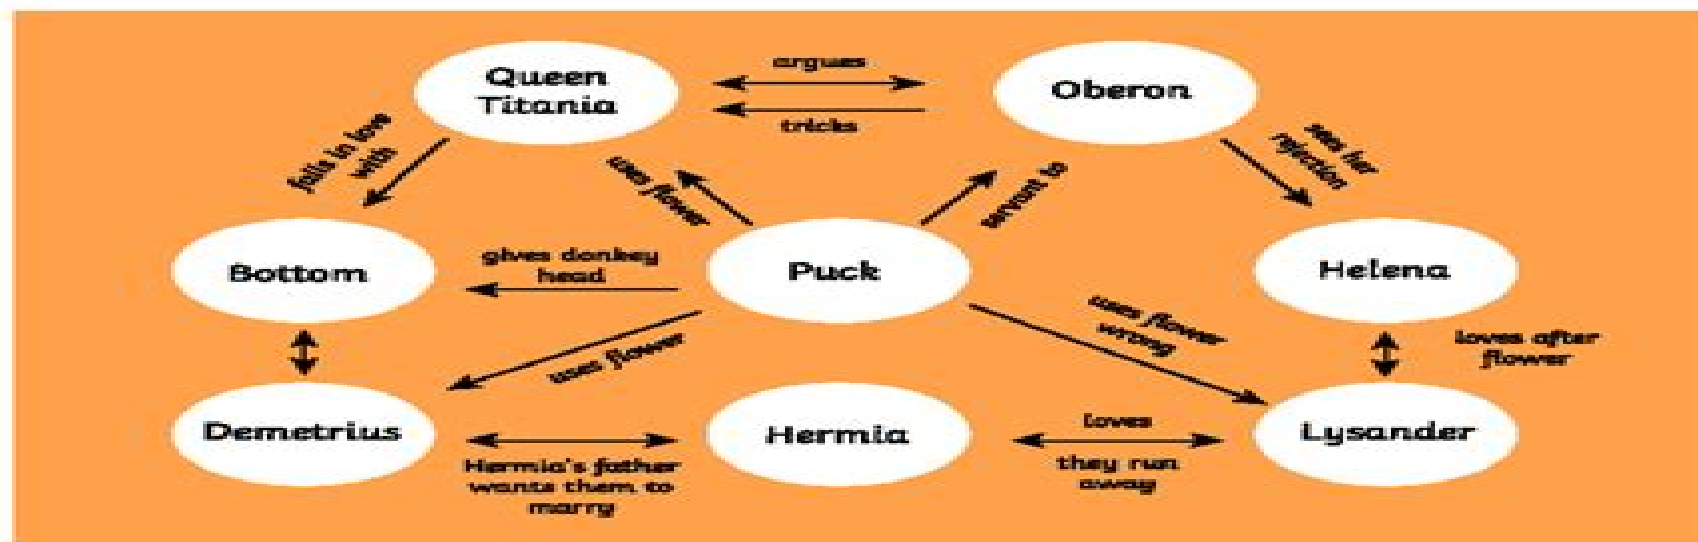 argues
Queen
Titania
Oberon
tricks
falls in love
with
uses flower
servant to
sees her
rejection
Bottom
gives donkey
head
Puck
Helena
uses flower
uses flower
wrong
loves after
flower
Demetrius
Hermia
loves
Lysander
Hermia's father
wants them to
marry
they run
away